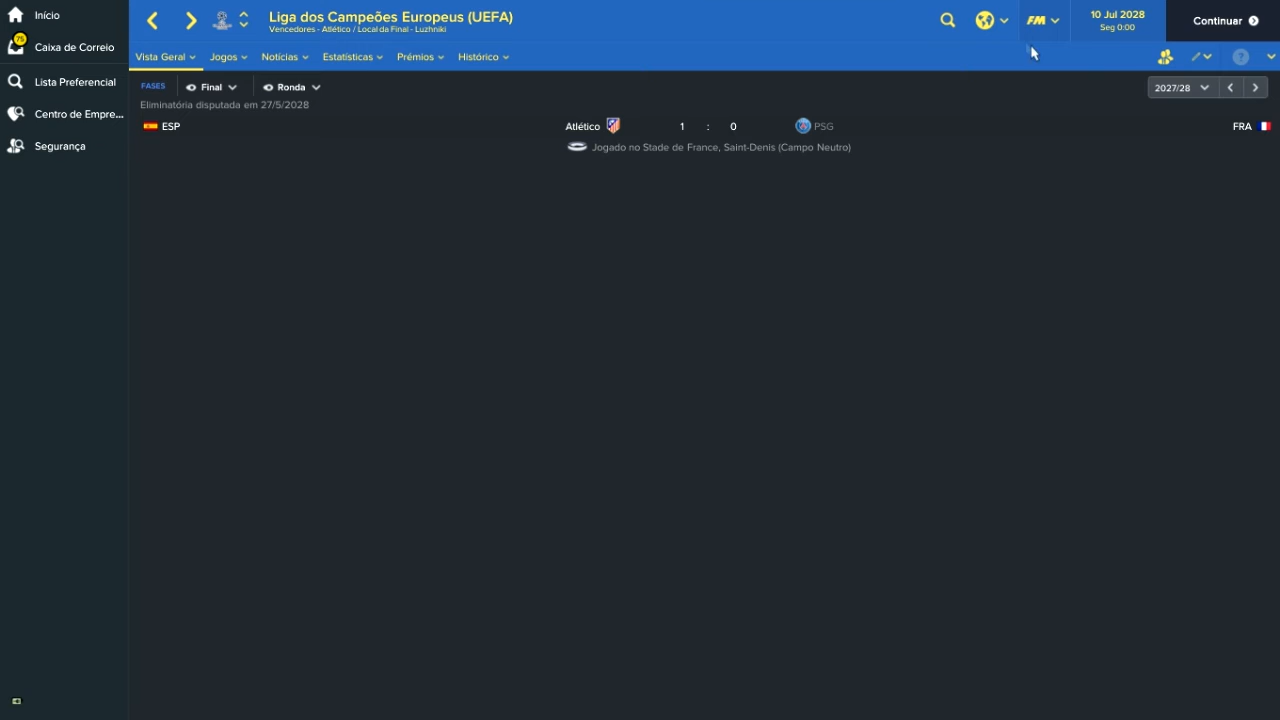 Início
75
Caixa de Correio
Lista Preferencial
Centro de Empre...
Segurança
Liga dos Campeões Europeus (UEFA)
Vencedores - Atlético / Local da Final - Luzhniki
FM
10 Jul 2028
Seg 0:00
Continuar
Vista Geral
Jogos
Notícias
Estatísticas
Prémios
Histórico
?
FASES
Final
Ronda
2027/28
Eliminatória disputada em 27/5/2028
ESP Atlético 1 : 0 PSG FRA
Jogado no Stade de France, Saint-Denis (Campo Neutro)